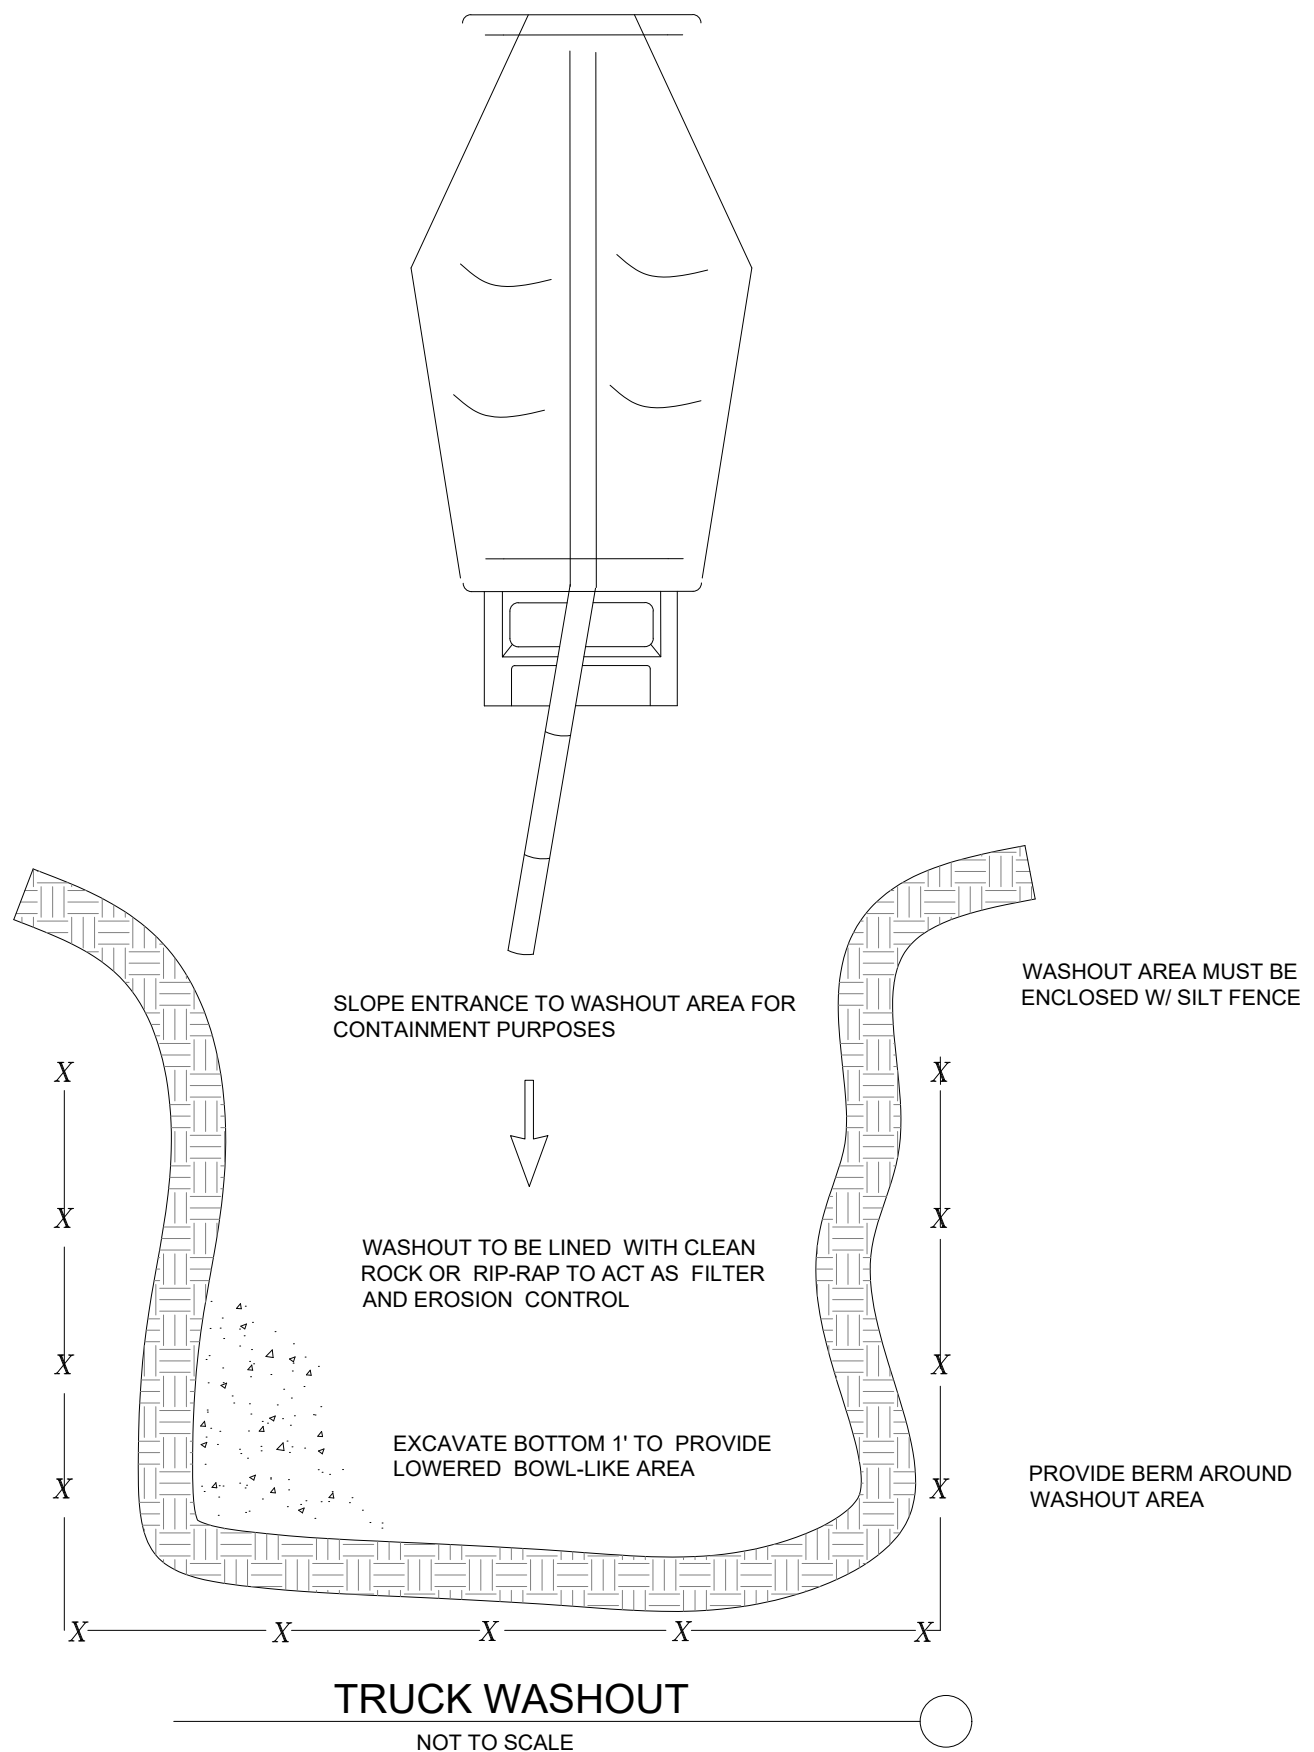 SLOPE ENTRANCE TO WASHOUT AREA FOR
CONTAINMENT PURPOSES
WASHOUT AREA MUST BE
ENCLOSED W/ SILT FENCE
X
X
X
X
WASHOUT TO BE LINED WITH CLEAN
ROCK OR RIP-RAP TO ACT AS FILTER
AND EROSION CONTROL
X
X
EXCAVATE BOTTOM 1' TO PROVIDE
LOWERED BOWL-LIKE AREA
PROVIDE BERM AROUND
WASHOUT AREA
X
X
X X X X X
TRUCK WASHOUT
NOT TO SCALE